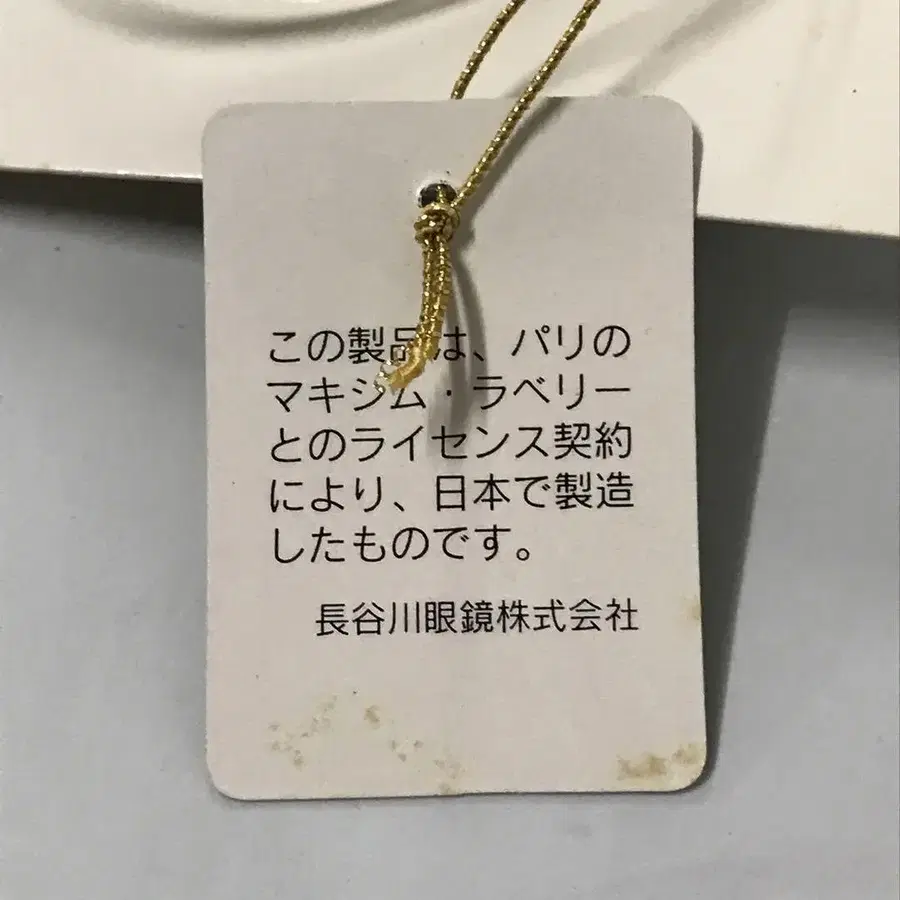 この製品は、パリの
マキシム・ラベリー
とのライセンス契約
により、日本で製造
したものです。
長谷川眼鏡株式会社